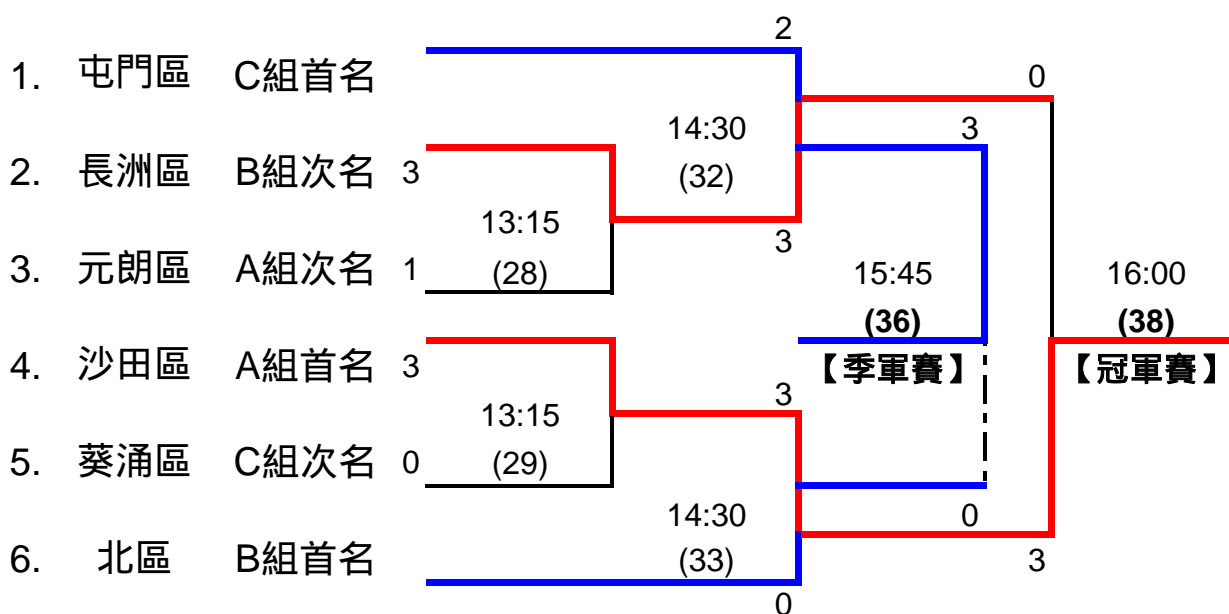 2
1. 屯門區 C組首名
0
14:30
3
2. 長洲區 B組次名 3
(32)
13:15
3
3. 元朗區 A組次名 1
(28)
15:45
16:00
(36)
(38)
4. 沙田區 A組首名 3
【季軍賽】
【冠軍賽】
3
13:15
5. 葵涌區 C組次名 0
(29)
14:30
0
6. 北區 B組首名
(33)
3
0